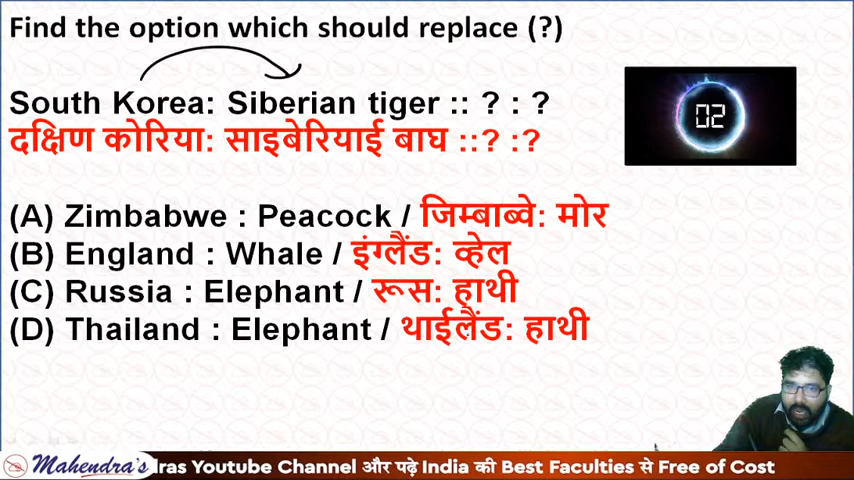 Find the option which should replace (?)
South Korea: Siberian tiger :: ? : ?
दक्षिण कोरिया: साइबेरियाई बाघ ::? :?
02
(A) Zimbabwe : Peacock / जिम्बाब्वे: मोर
(B) England : Whale / इंग्लैंड: व्हेल
(C) Russia : Elephant / रूस: हाथी
(D) Thailand : Elephant / थाईलैंड: हाथी
Mahendra's dras Youtube Channel और पढ़े India की Best Faculties से Free of Cost